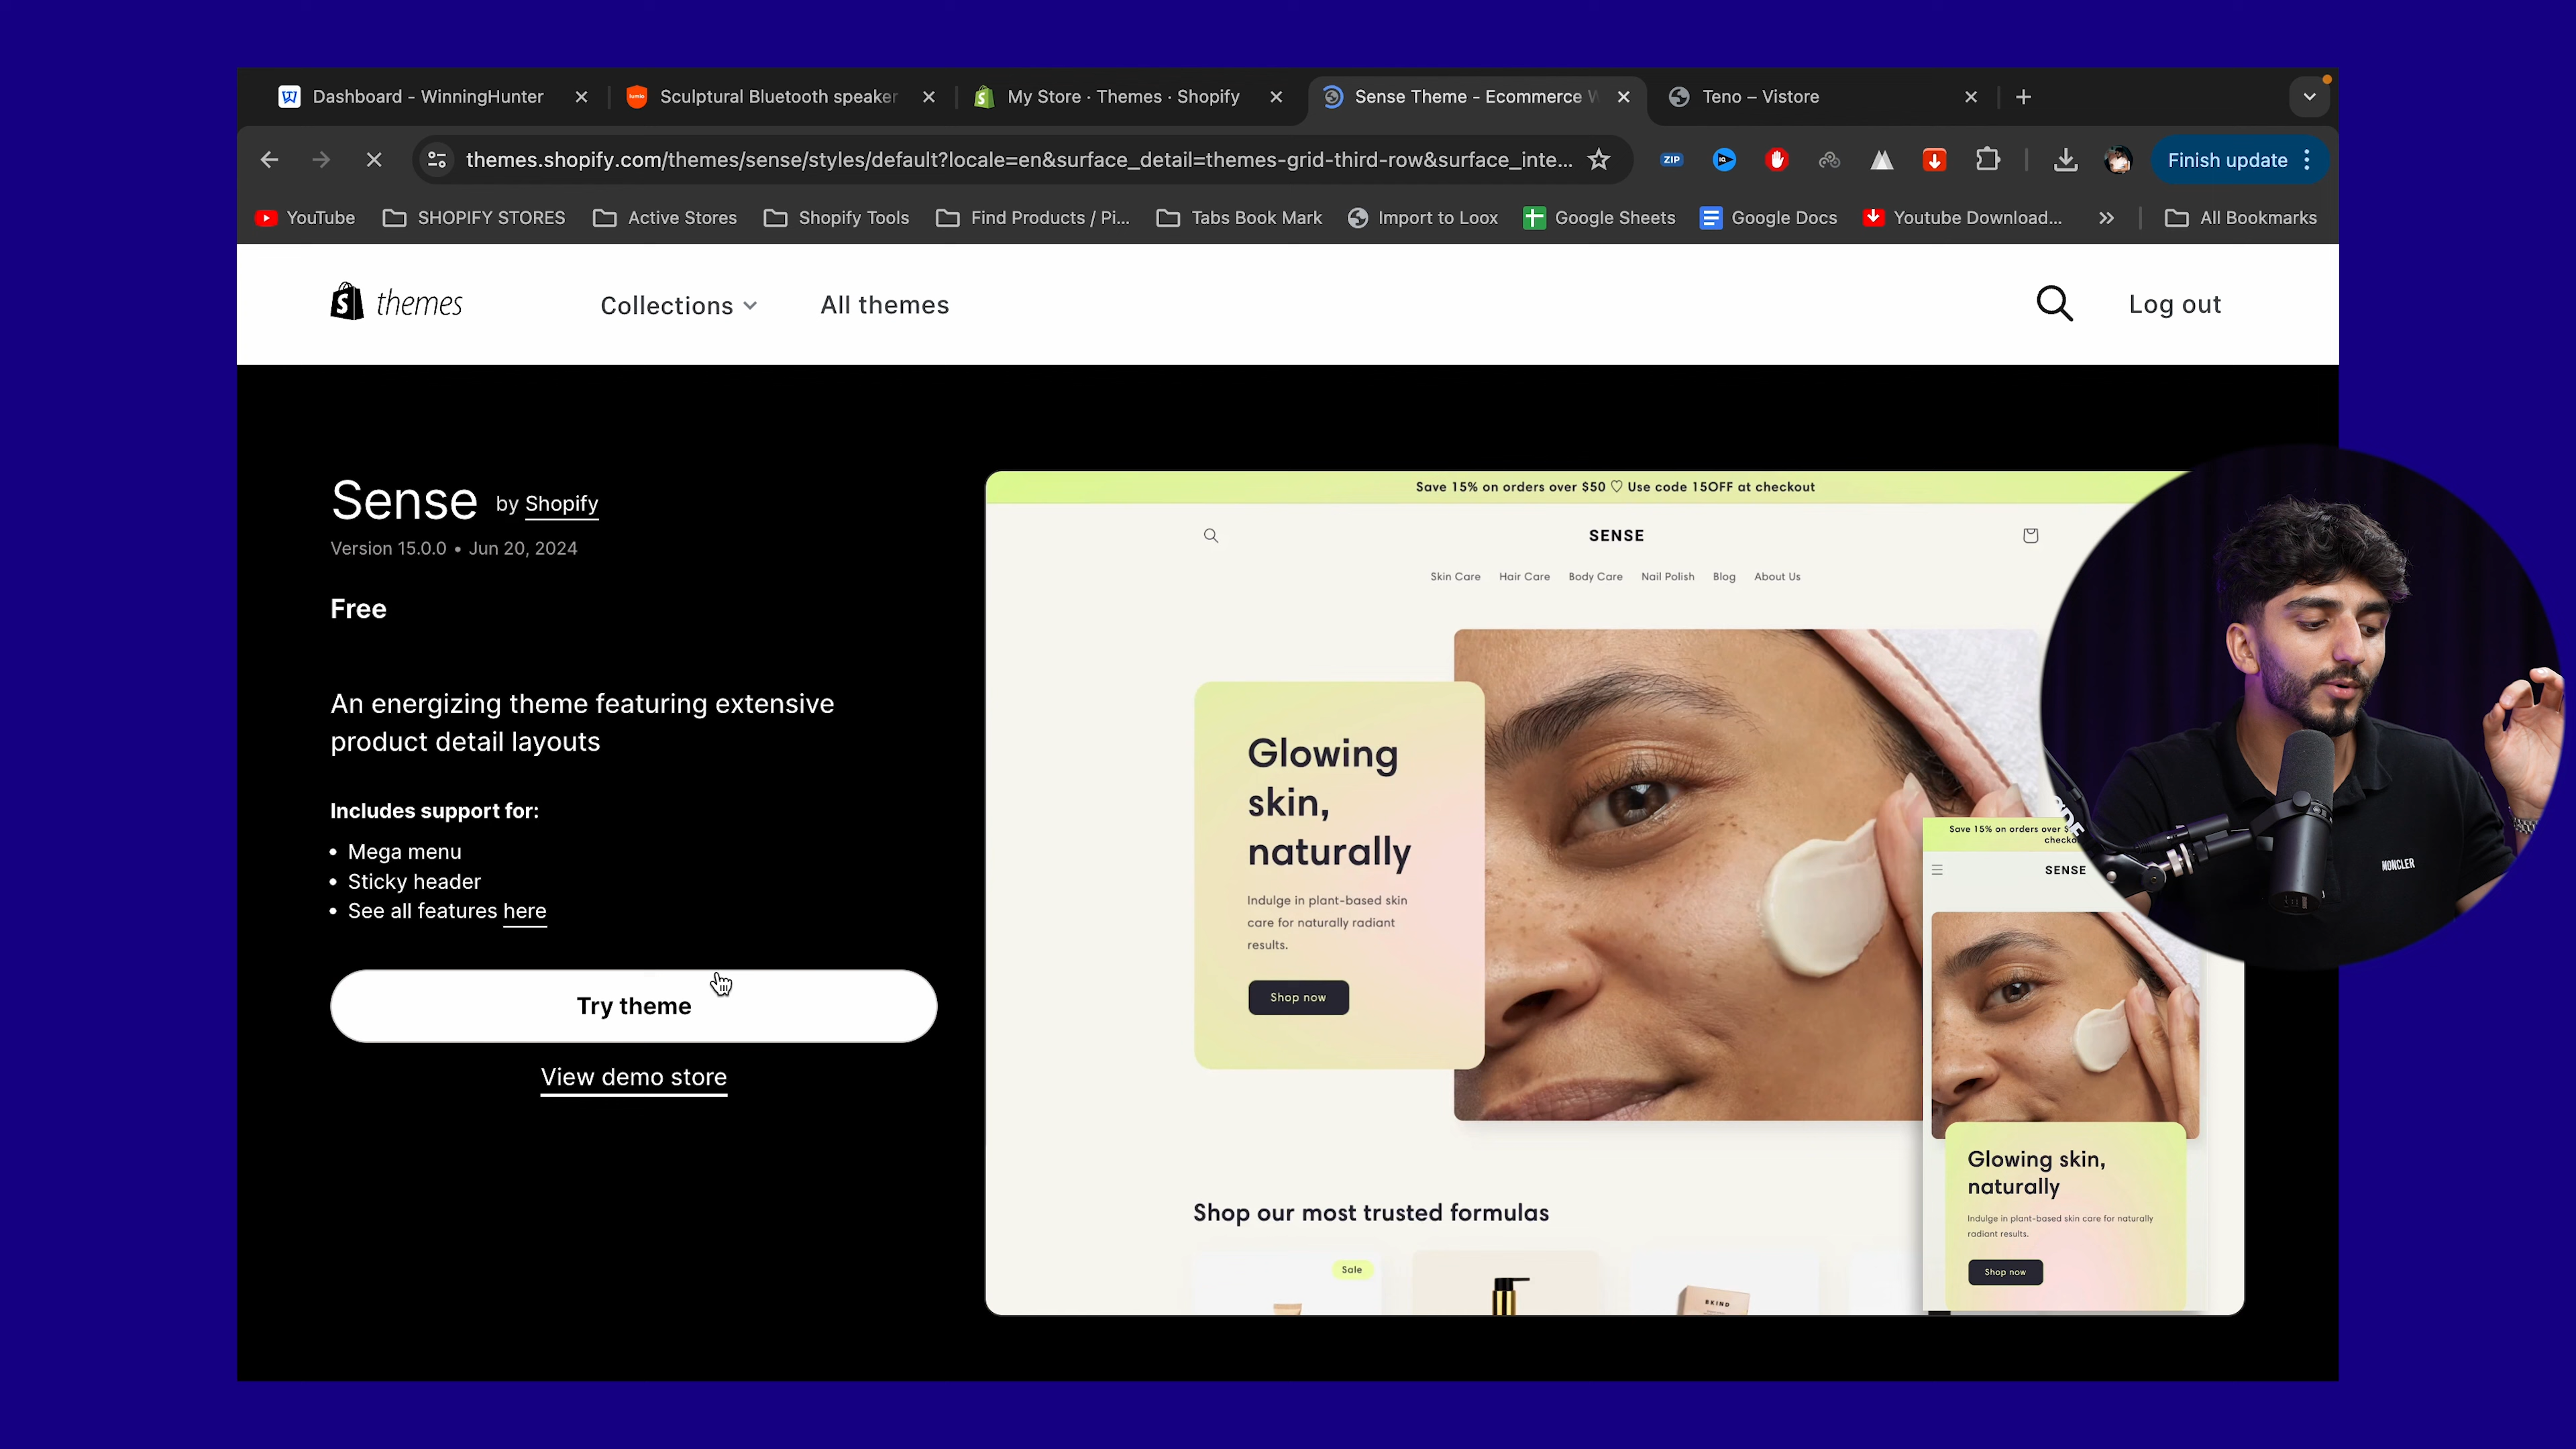 Dashboard - WinningHunter
Sculptural Bluetooth speaker
My Store · Themes · Shopify
Sense Theme - Ecommerce W
Teno – Vistore
themes.shopify.com/themes/sense/styles/default?locale=en&surface_detail=themes-grid-third-row&surface_inte...
ZIP
Finish update
YouTube
SHOPIFY STORES
Active Stores
Shopify Tools
Find Products / Pi...
Tabs Book Mark
Import to Loox
Google Sheets
Google Docs
Youtube Download...
All Bookmarks
themes
Collections
All themes
Log out
Sense by Shopify
Version 15.0.0 • Jun 20, 2024
Free
An energizing theme featuring extensive
product detail layouts
Includes support for:
• Mega menu
• Sticky header
• See all features here
Try theme
View demo store
Save 15% on orders over $50 ♡ Use code 15OFF at checkout
SENSE
Skin Care Hair Care Body Care Nail Polish Blog About Us
Glowing
skin,
naturally
Indulge in plant-based skin
care for naturally radiant
results.
Shop now
Shop our most trusted formulas
Sale
BKIND
Save 15% on orders over $
SENSE
Glowing skin,
naturally
Indulge in plant-based skin care for naturally
radiant results.
Shop now
MONCLER